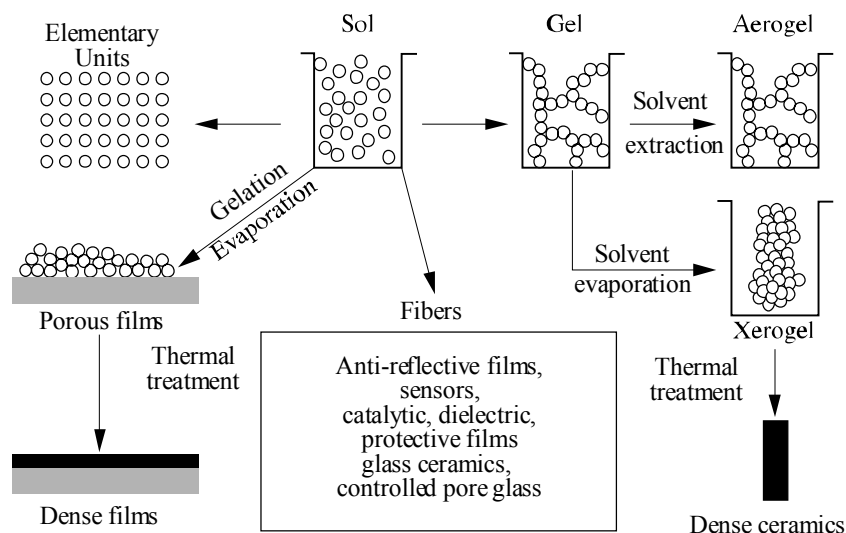 Elementary
Units
Sol
Gel
Aerogel
Solvent
extraction
Gelation
Evaporation
Solvent
evaporation
Porous films
Fibers
Xerogel
Thermal
treatment
Anti-reflective films,
sensors,
catalytic, dielectric,
protective films
glass ceramics,
controlled pore glass
Thermal
treatment
Dense films
Dense ceramics